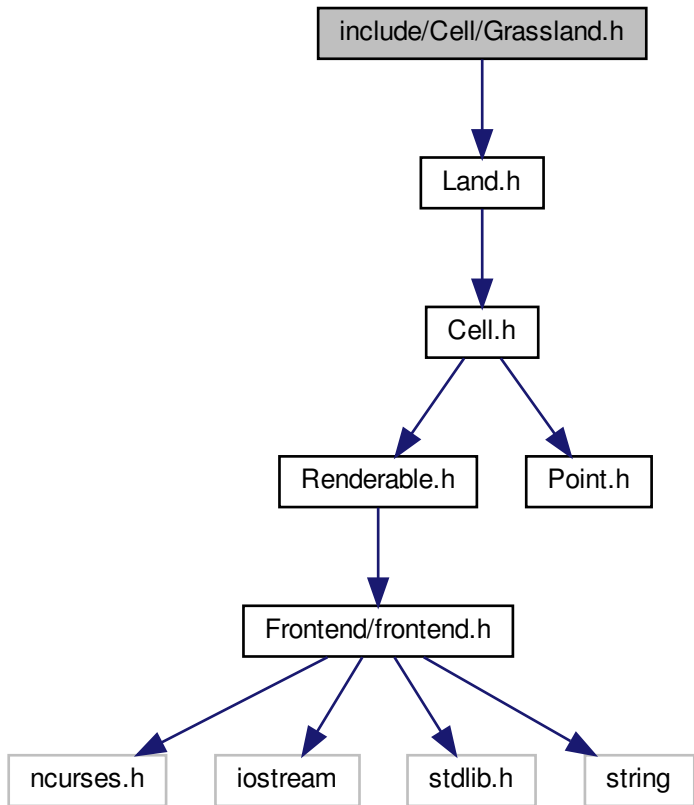 include/Cell/Grassland.h
Land.h
Cell.h
Renderable.h
Point.h
Frontend/frontend.h
ncurses.h
iostream
stdlib.h
string